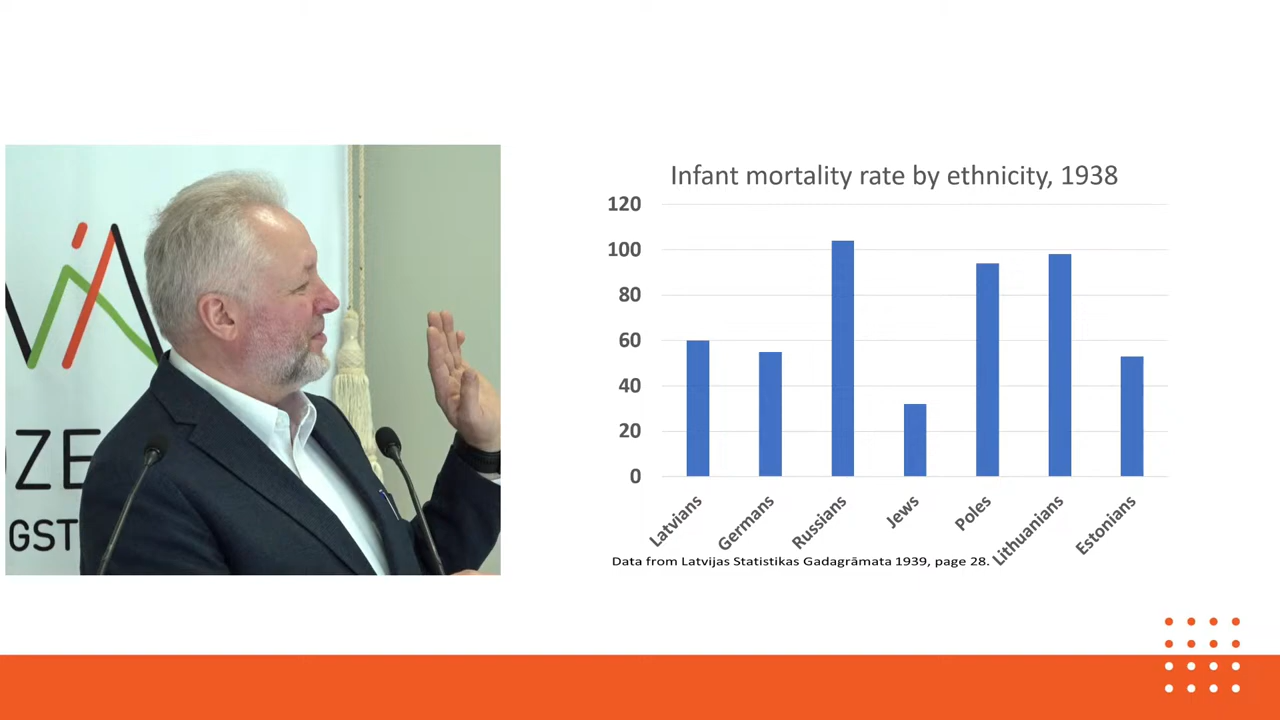 OZE
GST
Infant mortality rate by ethnicity, 1938
120
100
80
60
40
20
0
Latvians
Germans
Russians
Jews
Poles
Lithuanians
Estonians
Data from Latvijas Statistikas Gadagrāmata 1939, page 28.